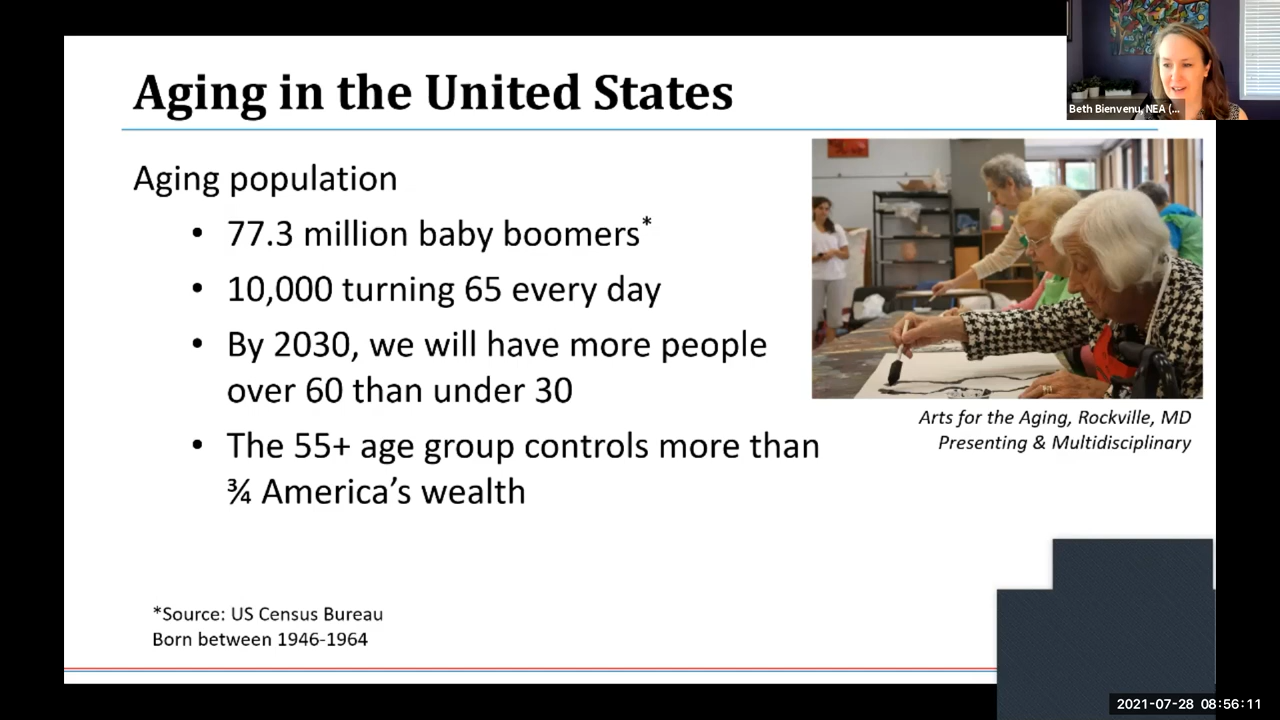 Aging in the United States
Beth Bienvenu, NEA (...
Aging population
• 77.3 million baby boomers*
• 10,000 turning 65 every day
• By 2030, we will have more people
over 60 than under 30
• The 55+ age group controls more than
¾ America’s wealth
Arts for the Aging, Rockville, MD
Presenting & Multidisciplinary
*Source: US Census Bureau
Born between 1946-1964
2021-07-28 08:56:11